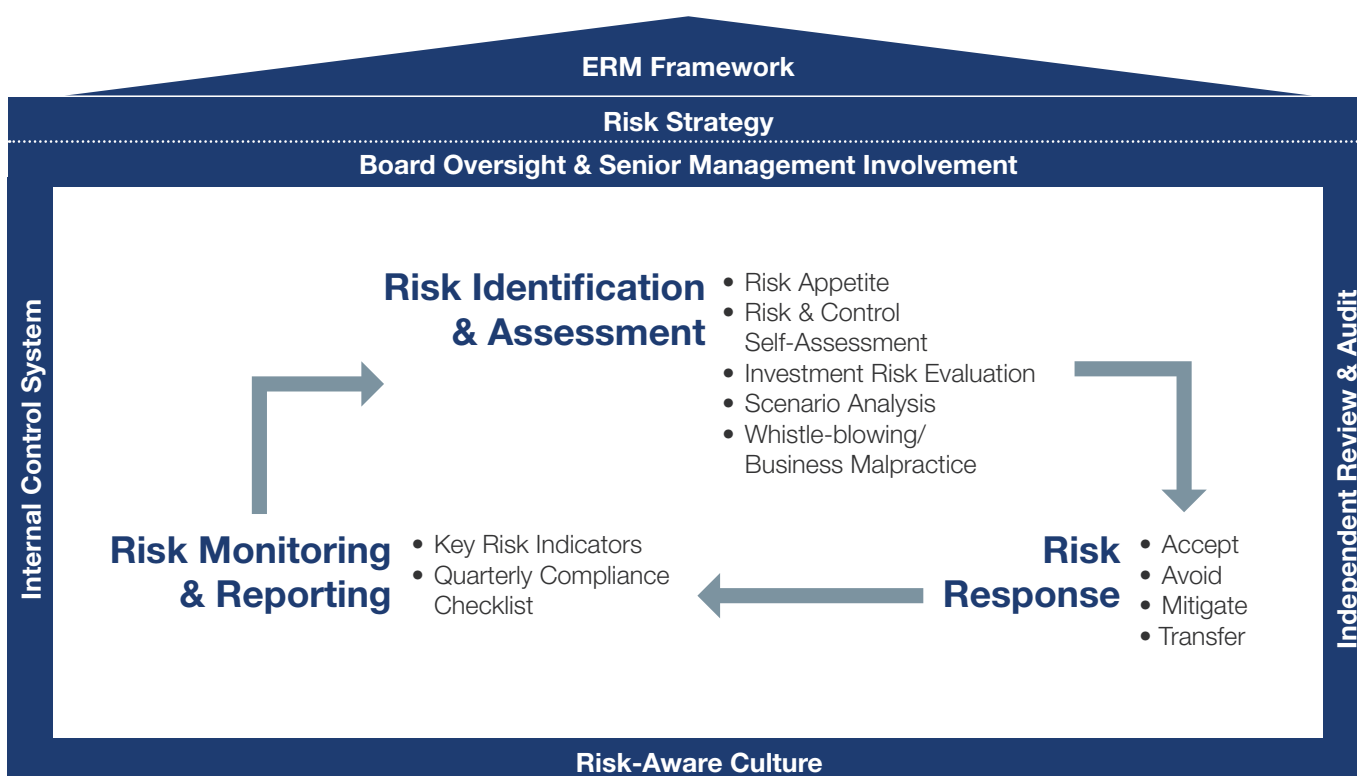 ERM Framework
Risk Strategy
Board Oversight & Senior Management Involvement
Internal Control System
Risk Identification
& Assessment
• Risk Appetite
• Risk & Control
Self-Assessment
• Investment Risk Evaluation
• Scenario Analysis
• Whistle-blowing/
Business Malpractice
Risk Monitoring
& Reporting
• Key Risk Indicators
• Quarterly Compliance
Checklist
Risk
Response
• Accept
• Avoid
• Mitigate
• Transfer
Independent Review & Audit
Risk-Aware Culture